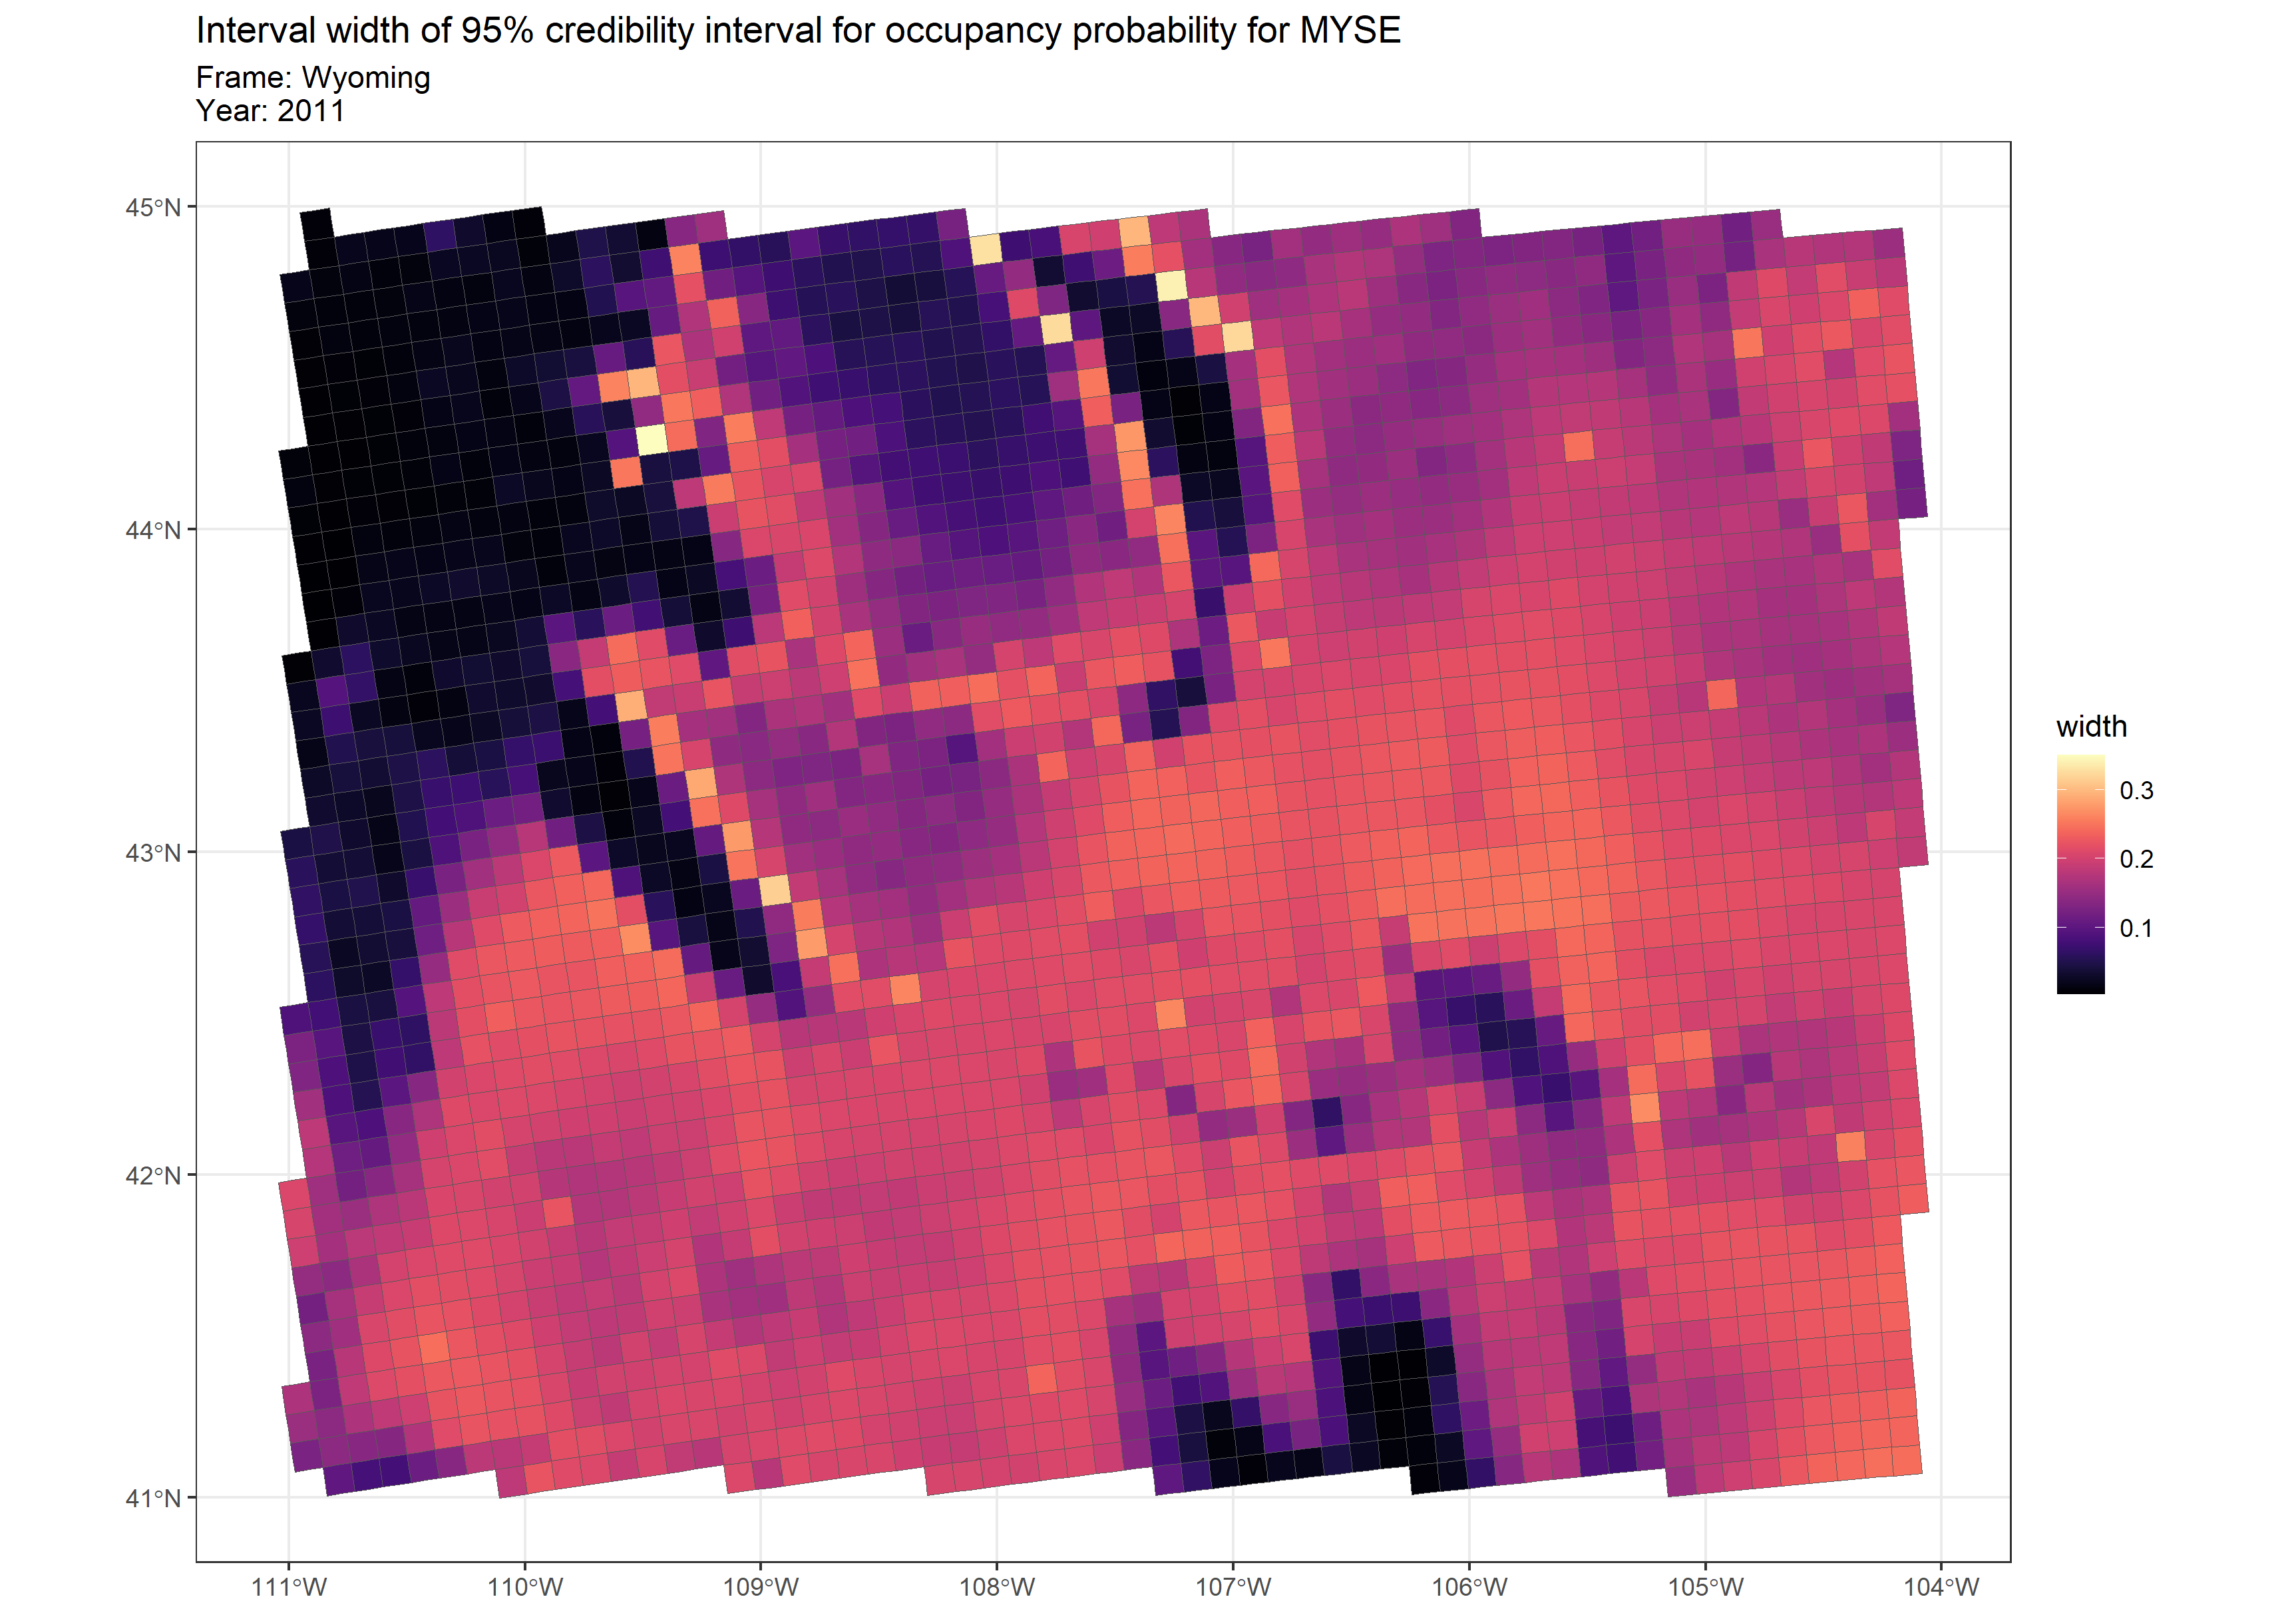 Interval width of 95% credibility interval for occupancy probability for MYSE
Frame: Wyoming
Year: 2011
45°N
44°N
43°N
42°N
41°N
111°W
110°W
109°W
108°W
107°W
106°W
105°W
104°W
width
0.3
0.2
0.1